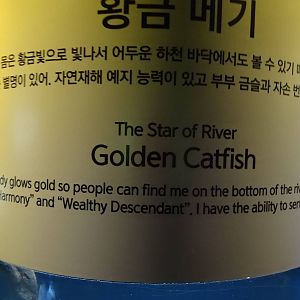 황금 메기
몸은 황금빛으로 빛나서 어두운 하천 바닥에서도 볼 수 있기
별명이 있어. 자연재해 예지 능력이 있고 부부 금슬과 자손 번
The Star of River
Golden Catfish
dy glows gold so people can find me on the bottom of the riv
Harmony” and “Wealthy Descendant”. I have the ability to sen